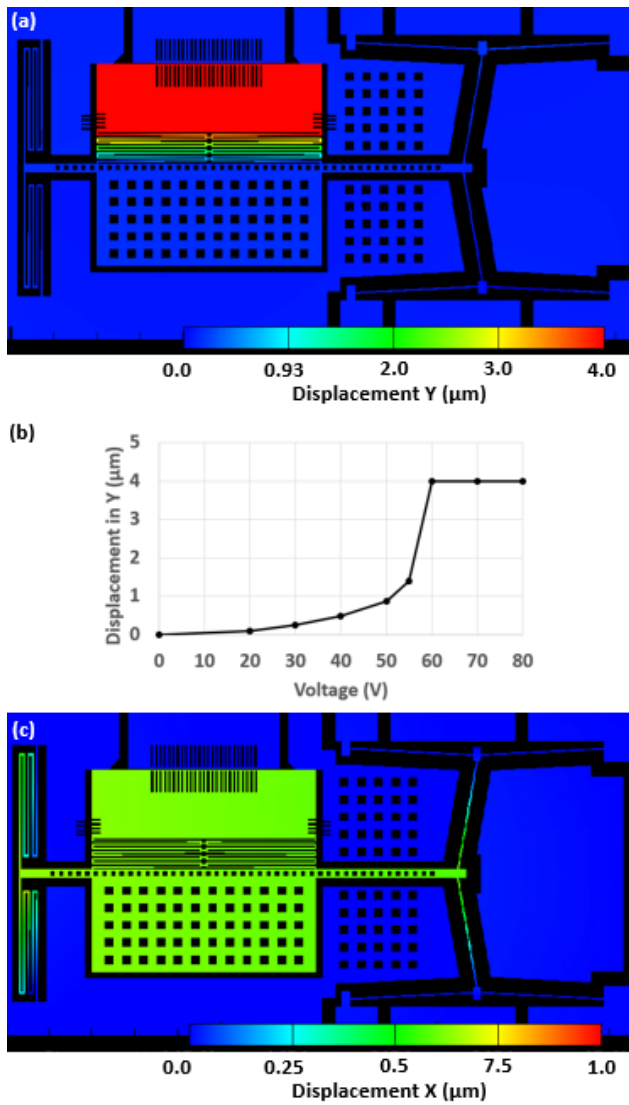 (a)
0.0 0.93 2.0 3.0 4.0
Displacement Y (μm)
(b)
Displacement in Y (μm)
5
4
3
2
1
0
0 10 20 30 40 50 60 70 80
Voltage (V)
(c)
0.0 0.25 0.5 7.5 1.0
Displacement X (μm)